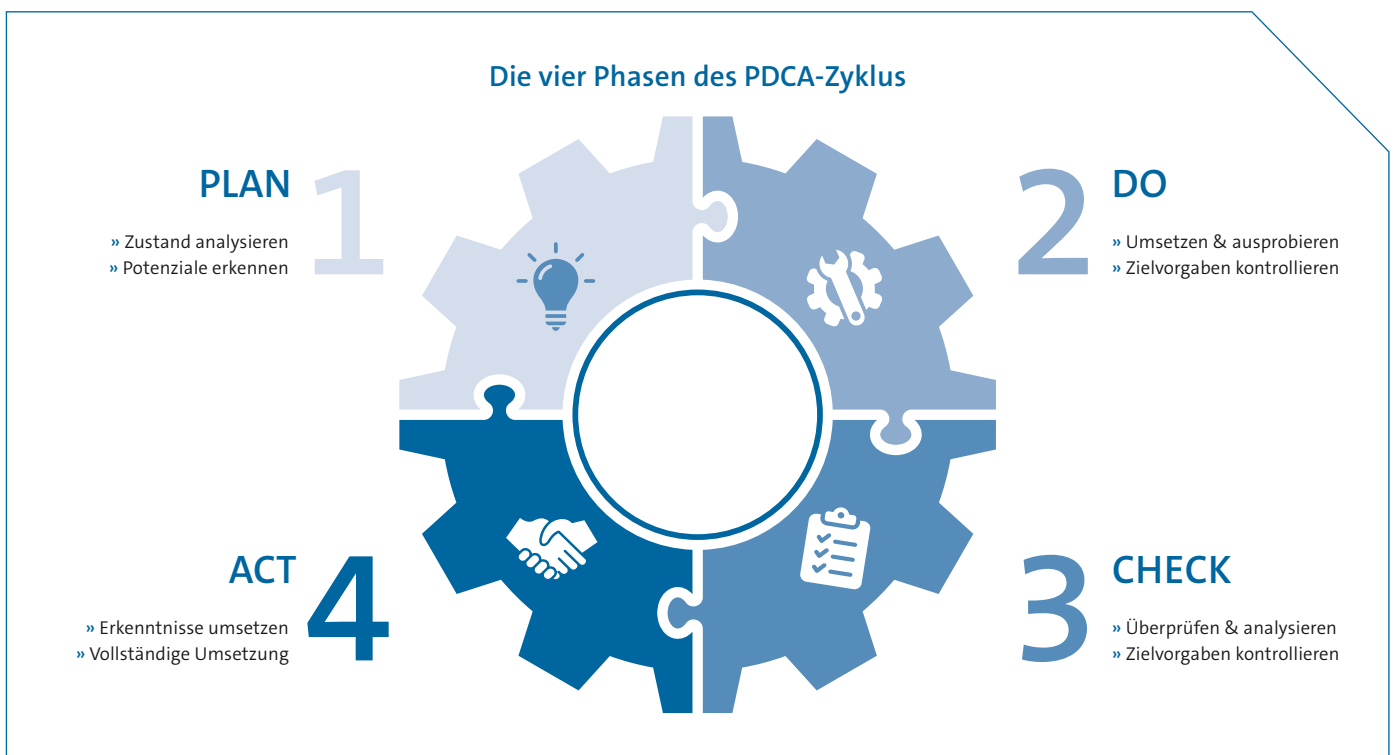 Die vier Phasen des PDCA-Zyklus
PLAN
1
» Zustand analysieren
» Potenziale erkennen
2
DO
» Umsetzen & ausprobieren
» Zielvorgaben kontrollieren
3
CHECK
» Überprüfen & analysieren
» Zielvorgaben kontrollieren
ACT
4
» Erkenntnisse umsetzen
» Vollständige Umsetzung